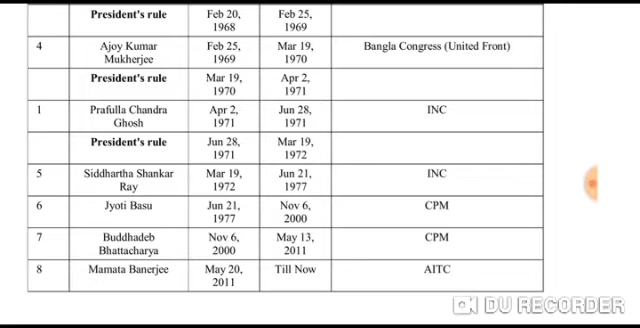 President's rule Feb 20, Feb 25,
1968 1969
4 Ajoy Kumar Feb 25, Mar 19, Bangla Congress (United Front)
Mukherjee 1969 1970
President's rule Mar 19, Apr 2,
1970 1971
1 Prafulla Chandra Apr 2, Jun 28, INC
Ghosh 1971 1971
President's rule Jun 28, Mar 19,
1971 1972
5 Siddhartha Shankar Mar 19, Jun 21, INC
Ray 1972 1977
6 Jyoti Basu Jun 21, Nov 6, CPM
1977 2000
7 Buddhadeb Nov 6, May 13, CPM
Bhattacharya 2000 2011
8 Mamata Banerjee May 20, Till Now AITC
2011
DU RECORDER